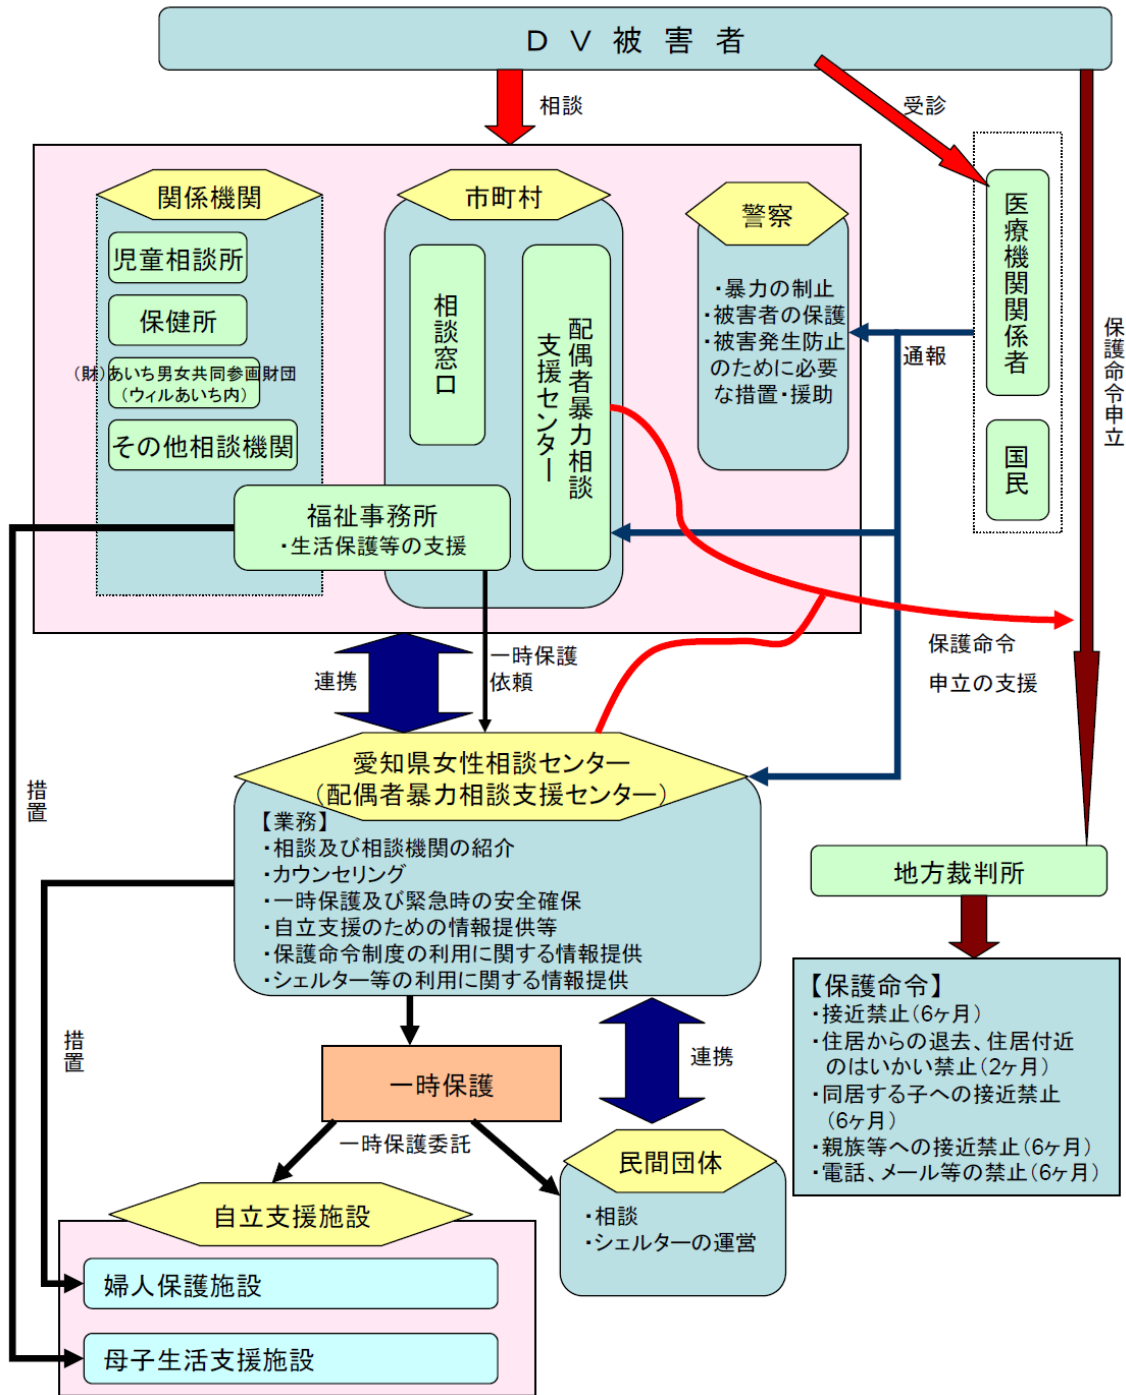 DV被害者
相談
受診
関係機関
児童相談所
保健所
(財)あいち男女共同参画財団
(ウィルあいち内)
その他相談機関
市町村
相談窓口
配偶者暴力相談
支援センター
福祉事務所
・生活保護等の支援
警察
・暴力の制止
・被害者の保護
・被害発生防止
のために必要
な措置・援助
通報
医療機関関係者
国民
保護命令申立
連携
一時保護
依頼
保護命令
申立の支援
措置
愛知県女性相談センター
(配偶者暴力相談支援センター)
【業務】
・相談及び相談機関の紹介
・カウンセリング
・一時保護及び緊急時の安全確保
・自立支援のための情報提供等
・保護命令制度の利用に関する情報提供
・シェルター等の利用に関する情報提供
地方裁判所
【保護命令】
・接近禁止(6ヶ月)
・住居からの退去、住居付近
のはいかい禁止(2ヶ月)
・同居する子への接近禁止
(6ヶ月)
・親族等への接近禁止(6ヶ月)
・電話、メール等の禁止(6ヶ月)
措置
一時保護
連携
一時保護委託
民間団体
・相談
・シェルターの運営
自立支援施設
婦人保護施設
母子生活支援施設